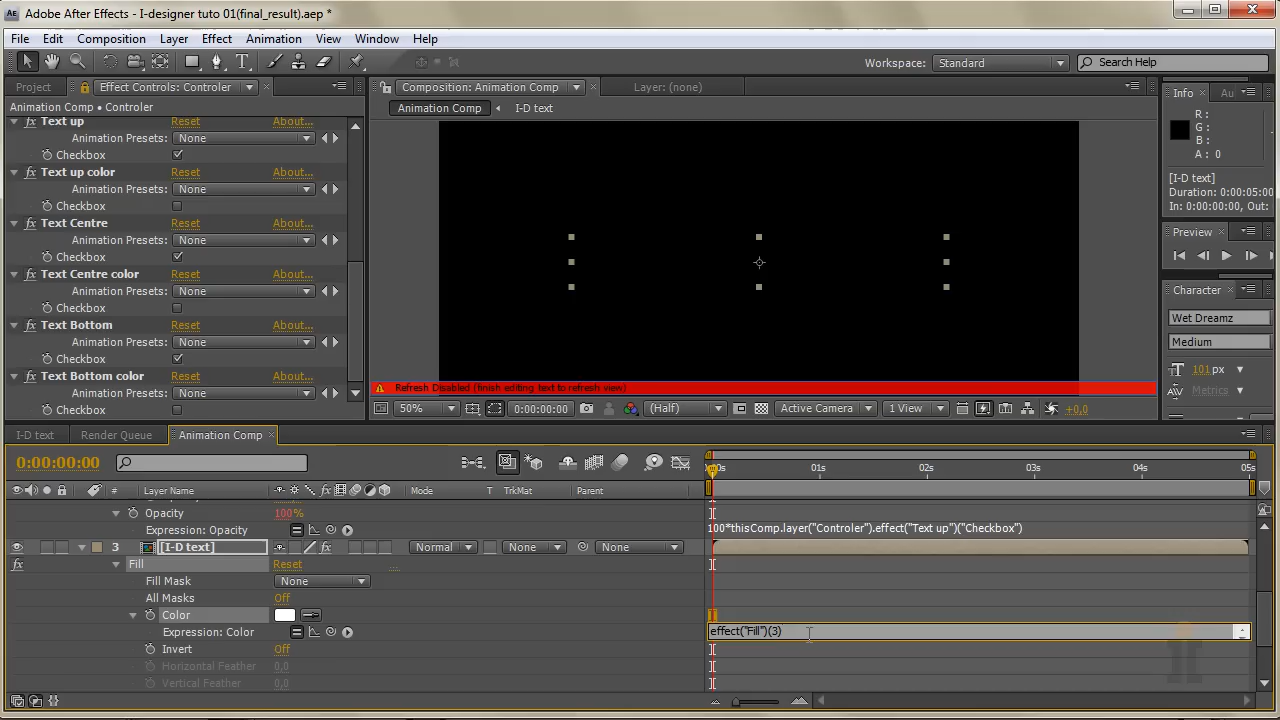 Adobe After Effects - I-designer tuto 01(final_result).aep *
File Edit Composition Layer Effect Animation View Window Help
Workspace: Standard Search Help
Project Effect Controls: Controler Composition: Animation Comp Layer: (none) Info Au
Animation Comp • Controler Animation Comp I-D text
Text up Reset About...
Animation Presets: None
Checkbox
Text up color Reset About...
Animation Presets: None
Checkbox
Text Centre Reset About...
Animation Presets: None
Checkbox
Text Centre color Reset About...
Animation Presets: None
Checkbox
Text Bottom Reset About...
Animation Presets: None
Checkbox
Text Bottom color Reset About...
Animation Presets: None
Checkbox
Refresh Disabled (finish editing text to refresh view)
50% 0:00:00:00 (Half) Active Camera 1 View +0,0
R :
G :
B :
A : 0
[I-D text]
Duration: 0:00:05:00
In: 0:00:00:00, Out:
Preview
Character
Wet Dreamz
Medium
101 px
Metrics
I-D text Render Queue Animation Comp
0:00:00:00
# Layer Name Mode T TrkMat Parent
01s 02s 03s 04s 05s
Opacity 100%
Expression: Opacity 100*thisComp.layer("Controler").effect("Text up")("Checkbox")
3 [I-D text] Normal None None
Fill Reset ...
Fill Mask None
All Masks Off
Color
Expression: Color effect("Fill")(3)
Invert Off
Horizontal Feather 0,0
Vertical Feather 0,0